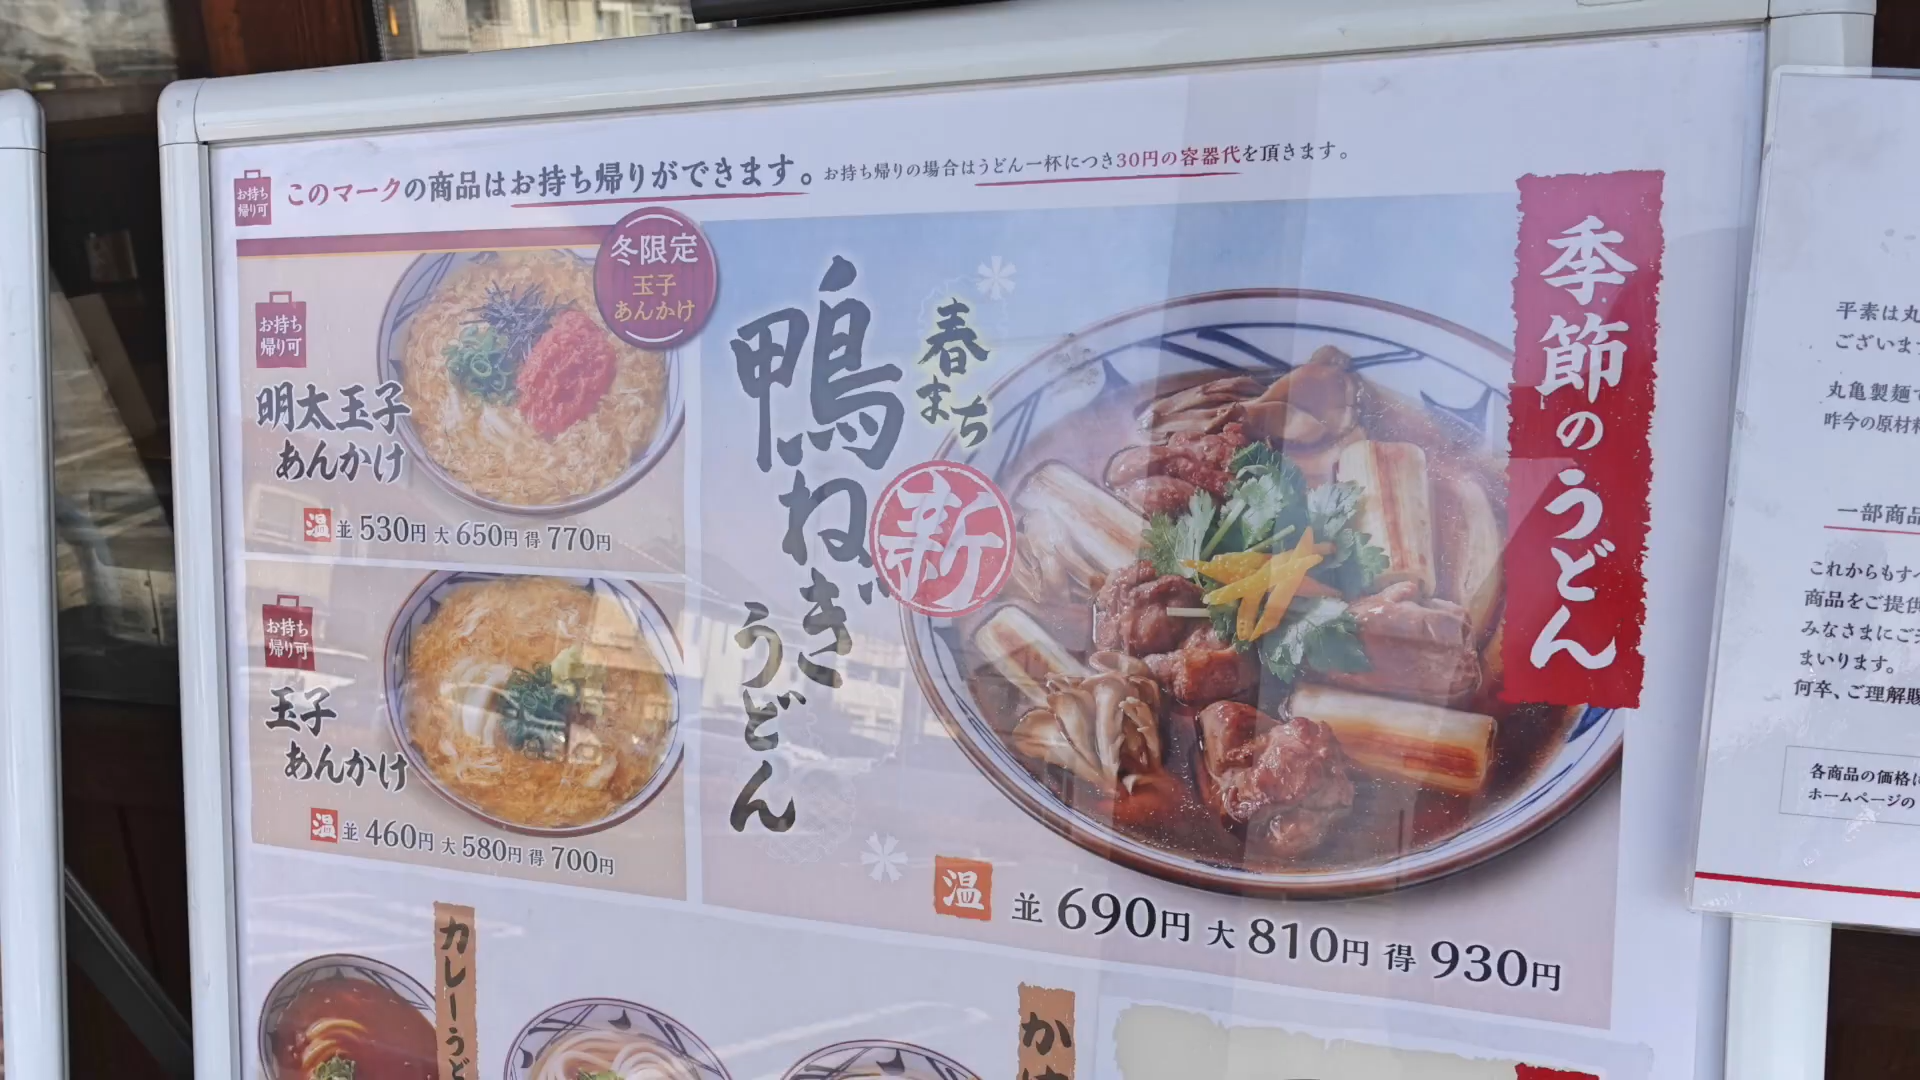 お持ち
帰り可
このマークの商品はお持ち帰りができます。お持ち帰りの場合はうどん一杯につき30円の容器代を頂きます。
冬限定
玉子
あんかけ
お持ち
帰り可
明太玉子
あんかけ
温 並 530円 大 650円 得 770円
お持ち
帰り可
玉子
あんかけ
温 並 460円 大 580円 得 700円
季節のうどん
春まち
鴨ねぎ
うどん
新
温 並 690円 大 810円 得 930円
カレーうど
か
平素は丸
ございま
丸亀製麺
昨今の原材
一部商品
これからもす
商品をご提供
みなさまにご
まいります。
何卒、ご理解賜
各商品の価格
ホームページの